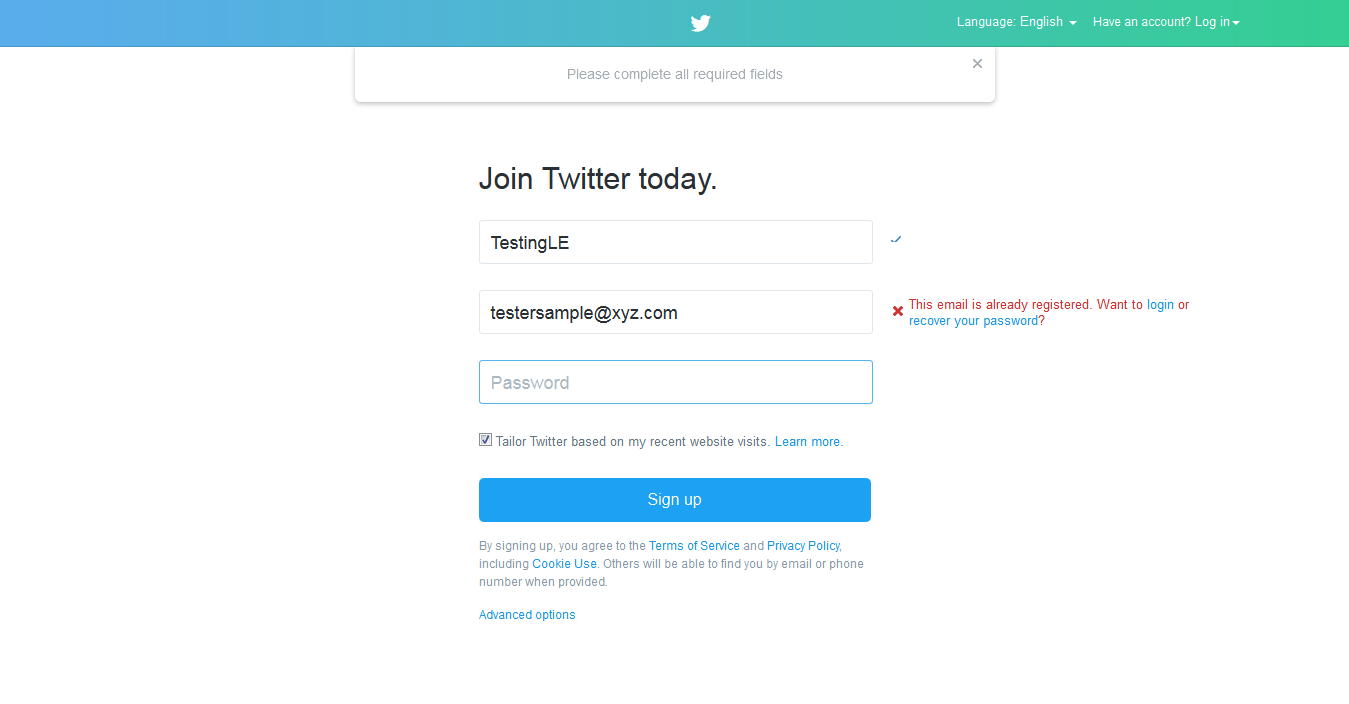 Language: English
Have an account? Log in
Please complete all required fields
×
Join Twitter today.
TestingLE
testersample@xyz.com
This email is already registered. Want to login or
recover your password?
Password
Tailor Twitter based on my recent website visits. Learn more.
Sign up
By signing up, you agree to the Terms of Service and Privacy Policy,
including Cookie Use. Others will be able to find you by email or phone
number when provided.
Advanced options